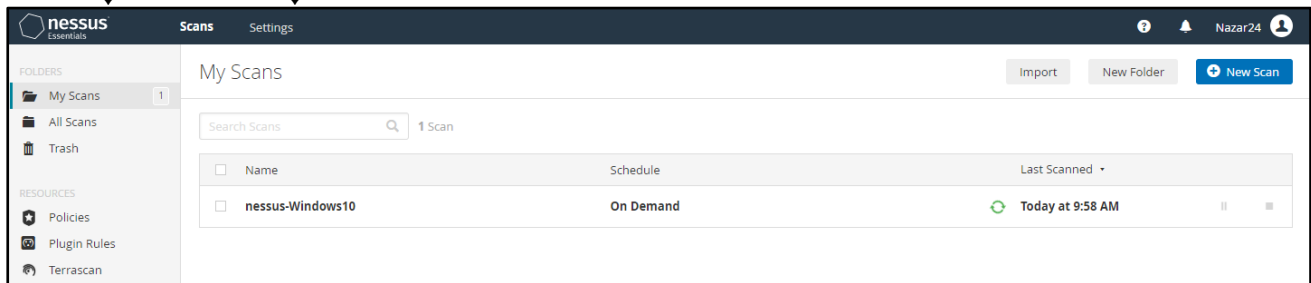 nessus
Essentials
Scans Settings
Nazar24
FOLDERS
My Scans 1
All Scans
Trash
RESOURCES
Policies
Plugin Rules
Terrascan
My Scans
Import New Folder New Scan
Search Scans 1 Scan
Name Schedule Last Scanned
nessus-Windows10 On Demand Today at 9:58 AM